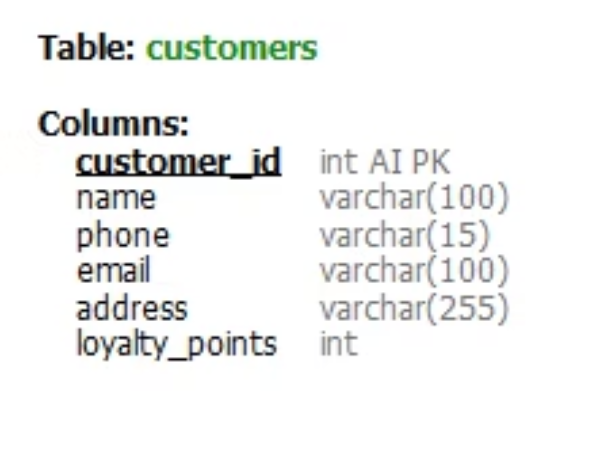 Table: customers
Columns:
customer_id int AI PK
name varchar(100)
phone varchar(15)
email varchar(100)
address varchar(255)
loyalty_points int